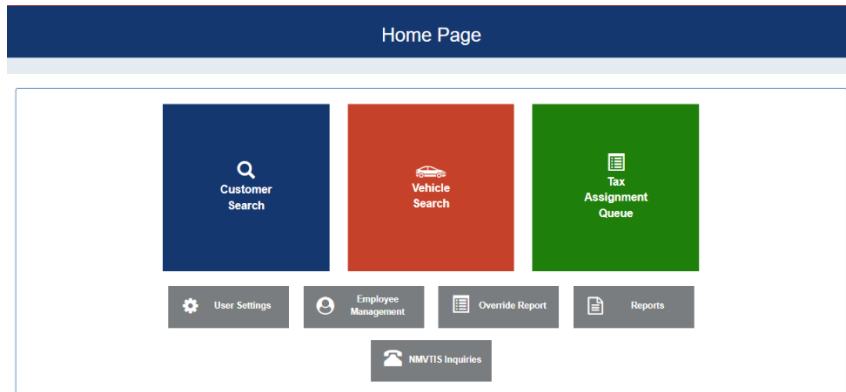 Home Page
Customer
Search
Vehicle
Search
Tax
Assignment
Queue
User Settings
Employee
Management
Override Report
Reports
NMVTIS Inquiries